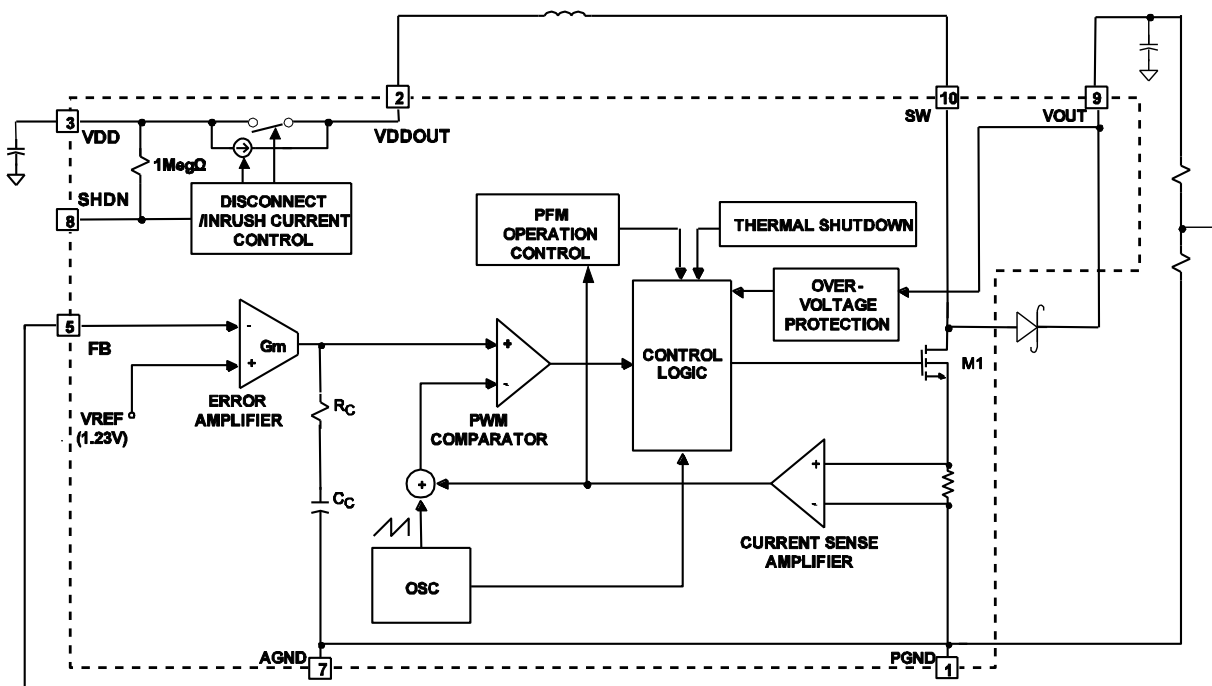 2
10
9
3
VDD
VDDOUT
SW
VOUT
1MegΩ
SHDN
8
DISCONNECT
/INRUSH CURRENT
CONTROL
PFM
OPERATION
CONTROL
THERMAL SHUTDOWN
OVER-
VOLTAGE
PROTECTION
5
FB
-
Gm
+
+
-
CONTROL
LOGIC
M1
VREF
(1.23V)
ERROR
AMPLIFIER
RC
PWM
COMPARATOR
+
+
-
CC
CURRENT SENSE
AMPLIFIER
OSC
AGND
7
PGND
1